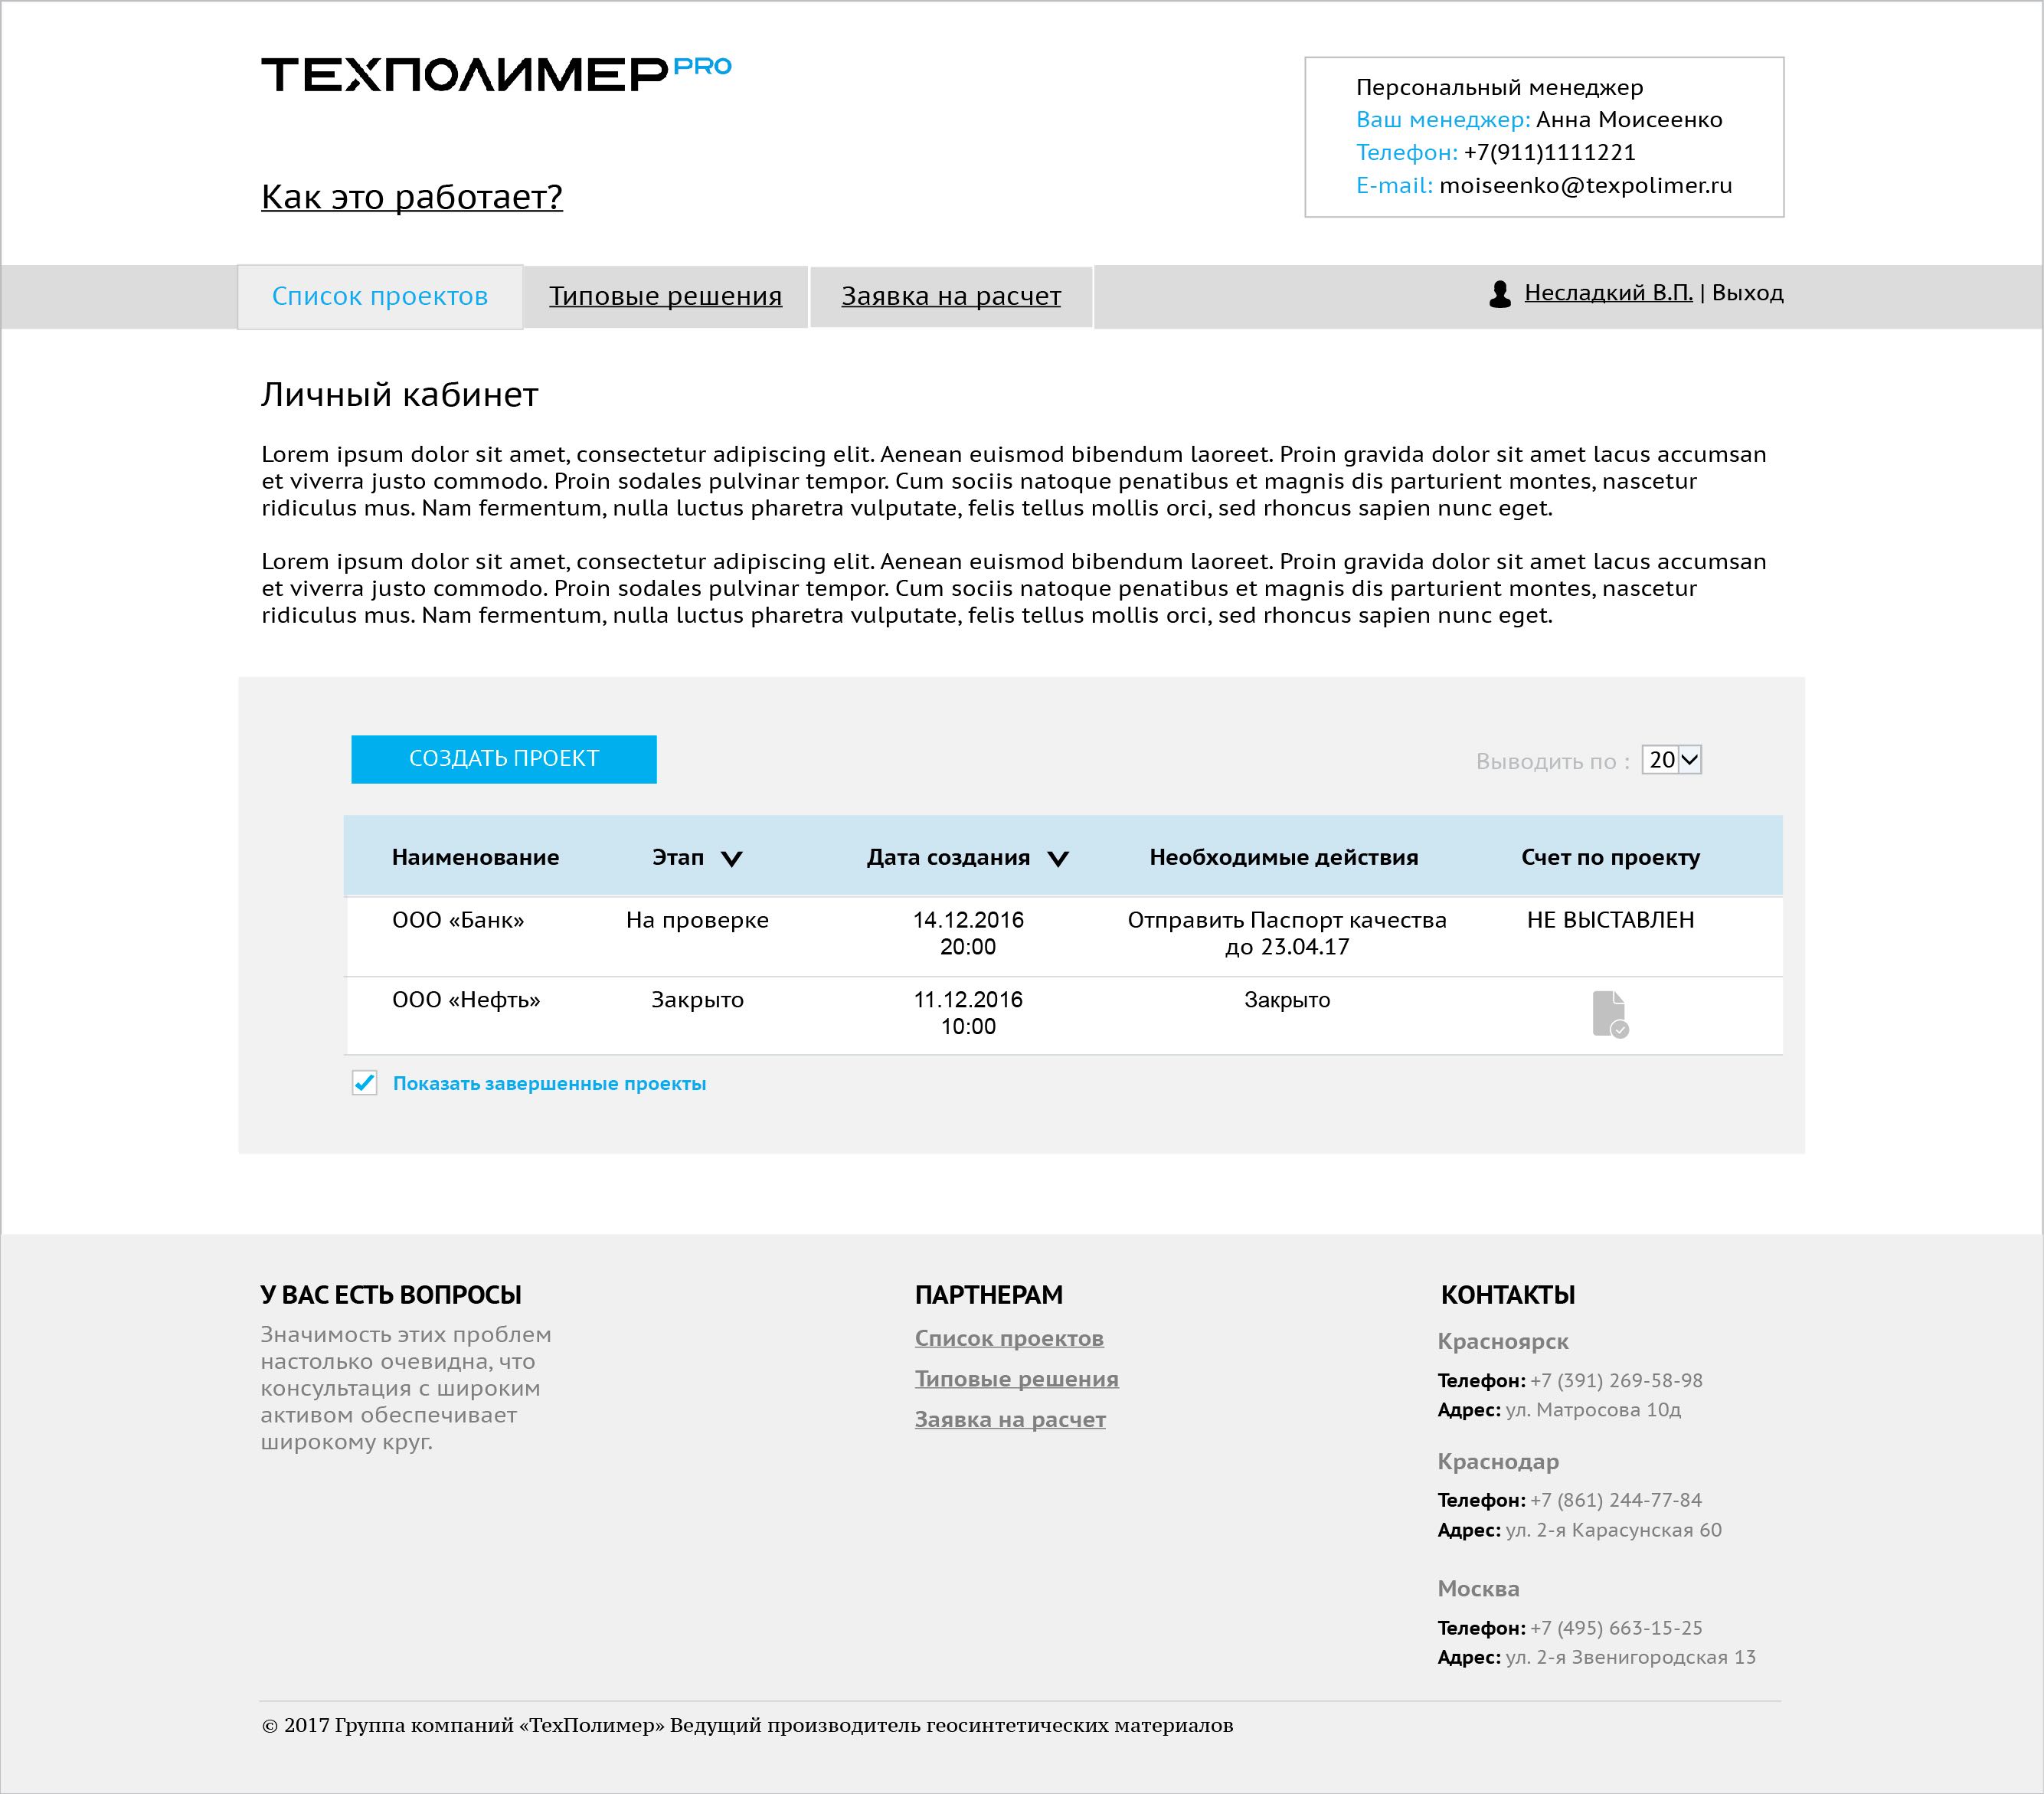 ТЕХПОЛИМЕР PRO
Персональный менеджер
Ваш менеджер: Анна Моисеенко
Телефон: +7(911)1111221
E-mail: moiseenko@texpolimer.ru
Как это работает?
Список проектов Типовые решения Заявка на расчет Несладкий В.П. | Выход
Личный кабинет
Lorem ipsum dolor sit amet, consectetur adipiscing elit. Aenean euismod bibendum laoreet. Proin gravida dolor sit amet lacus accumsan
et viverra justo commodo. Proin sodales pulvinar tempor. Cum sociis natoque penatibus et magnis dis parturient montes, nascetur
ridiculus mus. Nam fermentum, nulla luctus pharetra vulputate, felis tellus mollis orci, sed rhoncus sapien nunc eget.
Lorem ipsum dolor sit amet, consectetur adipiscing elit. Aenean euismod bibendum laoreet. Proin gravida dolor sit amet lacus accumsan
et viverra justo commodo. Proin sodales pulvinar tempor. Cum sociis natoque penatibus et magnis dis parturient montes, nascetur
ridiculus mus. Nam fermentum, nulla luctus pharetra vulputate, felis tellus mollis orci, sed rhoncus sapien nunc eget.
СОЗДАТЬ ПРОЕКТ Выводить по : 20
Наименование Этап Дата создания Необходимые действия Счет по проекту
ООО «Банк» На проверке 14.12.2016 Отправить Паспорт качества НЕ ВЫСТАВЛЕН
20:00 до 23.04.17
ООО «Нефть» Закрыто 11.12.2016 Закрыто
10:00
Показать завершенные проекты
У ВАС ЕСТЬ ВОПРОСЫ
Значимость этих проблем
настолько очевидна, что
консультация с широким
активом обеспечивает
широкому круг.
ПАРТНЕРАМ
Список проектов
Типовые решения
Заявка на расчет
КОНТАКТЫ
Красноярск
Телефон: +7 (391) 269-58-98
Адрес: ул. Матросова 10д
Краснодар
Телефон: +7 (861) 244-77-84
Адрес: ул. 2-я Карасунская 60
Москва
Телефон: +7 (495) 663-15-25
Адрес: ул. 2-я Звенигородская 13
© 2017 Группа компаний «ТехПолимер» Ведущий производитель геосинтетических материалов